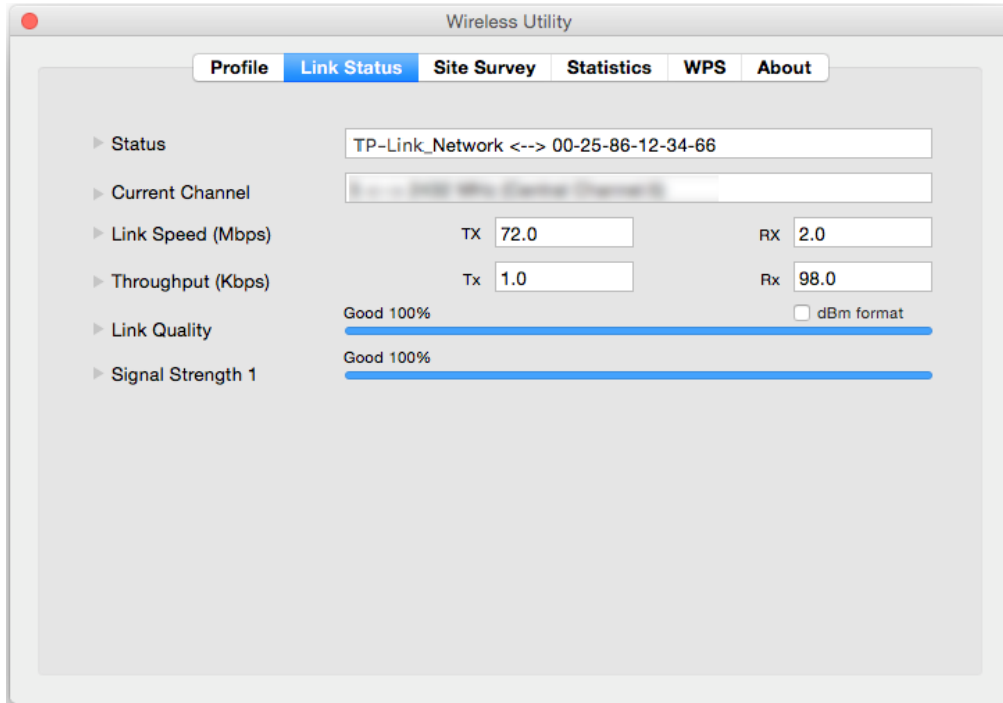 Wireless Utility
Profile Link Status Site Survey Statistics WPS About
Status TP-Link_Network <--> 00-25-86-12-34-66
Current Channel
Link Speed (Mbps) TX 72.0 RX 2.0
Throughput (Kbps) Tx 1.0 Rx 98.0
Good 100% dBm format
Link Quality
Good 100%
Signal Strength 1